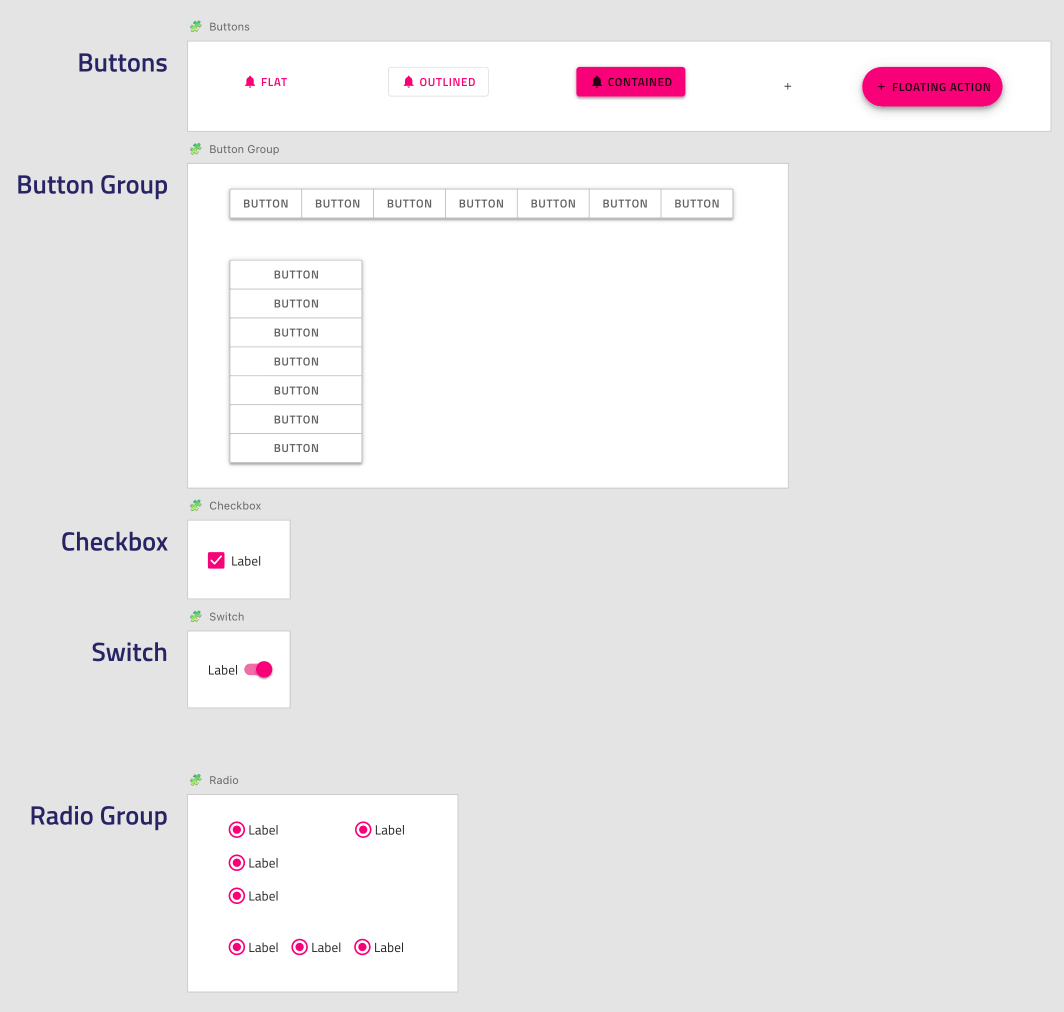 Buttons
Buttons
FLAT
OUTLINED
CONTAINED
+
+ FLOATING ACTION
Button Group
Button Group
BUTTON BUTTON BUTTON BUTTON BUTTON BUTTON BUTTON
BUTTON
BUTTON
BUTTON
BUTTON
BUTTON
BUTTON
BUTTON
Checkbox
Checkbox
Label
Switch
Switch
Label
Radio
Radio Group
Label Label
Label
Label
Label Label Label